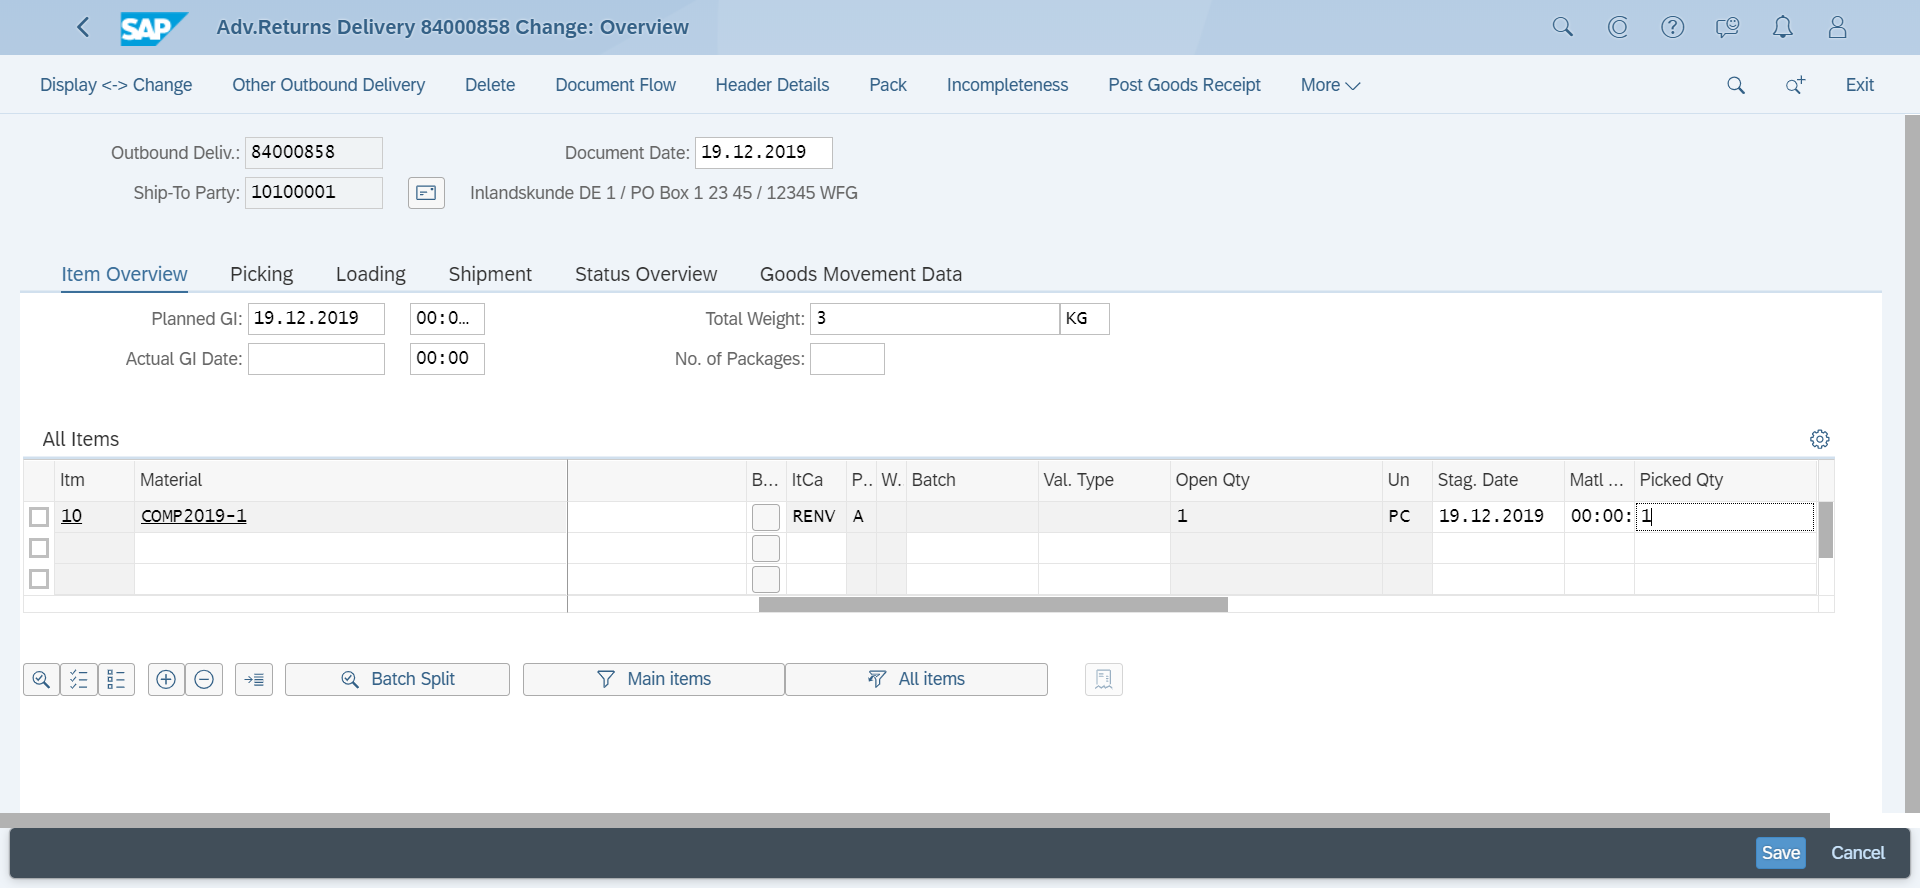 SAP Adv.Returns Delivery 84000858 Change: Overview
Display <-> Change Other Outbound Delivery Delete Document Flow Header Details Pack Incompleteness Post Goods Receipt More Exit
Outbound Deliv.: 84000858 Document Date: 19.12.2019
Ship-To Party: 10100001 Inlandskunde DE 1 / PO Box 1 23 45 / 12345 WFG
Item Overview Picking Loading Shipment Status Overview Goods Movement Data
Planned GI: 19.12.2019 00:0... Total Weight: 3 KG
Actual GI Date: 00:00 No. of Packages:
All Items
Itm Material B... ItCa P.. W. Batch Val. Type Open Qty Un Stag. Date Matl ... Picked Qty
10 COMP2019-1 RENV A 1 PC 19.12.2019 00:00: 1
Batch Split Main items All items
Save Cancel